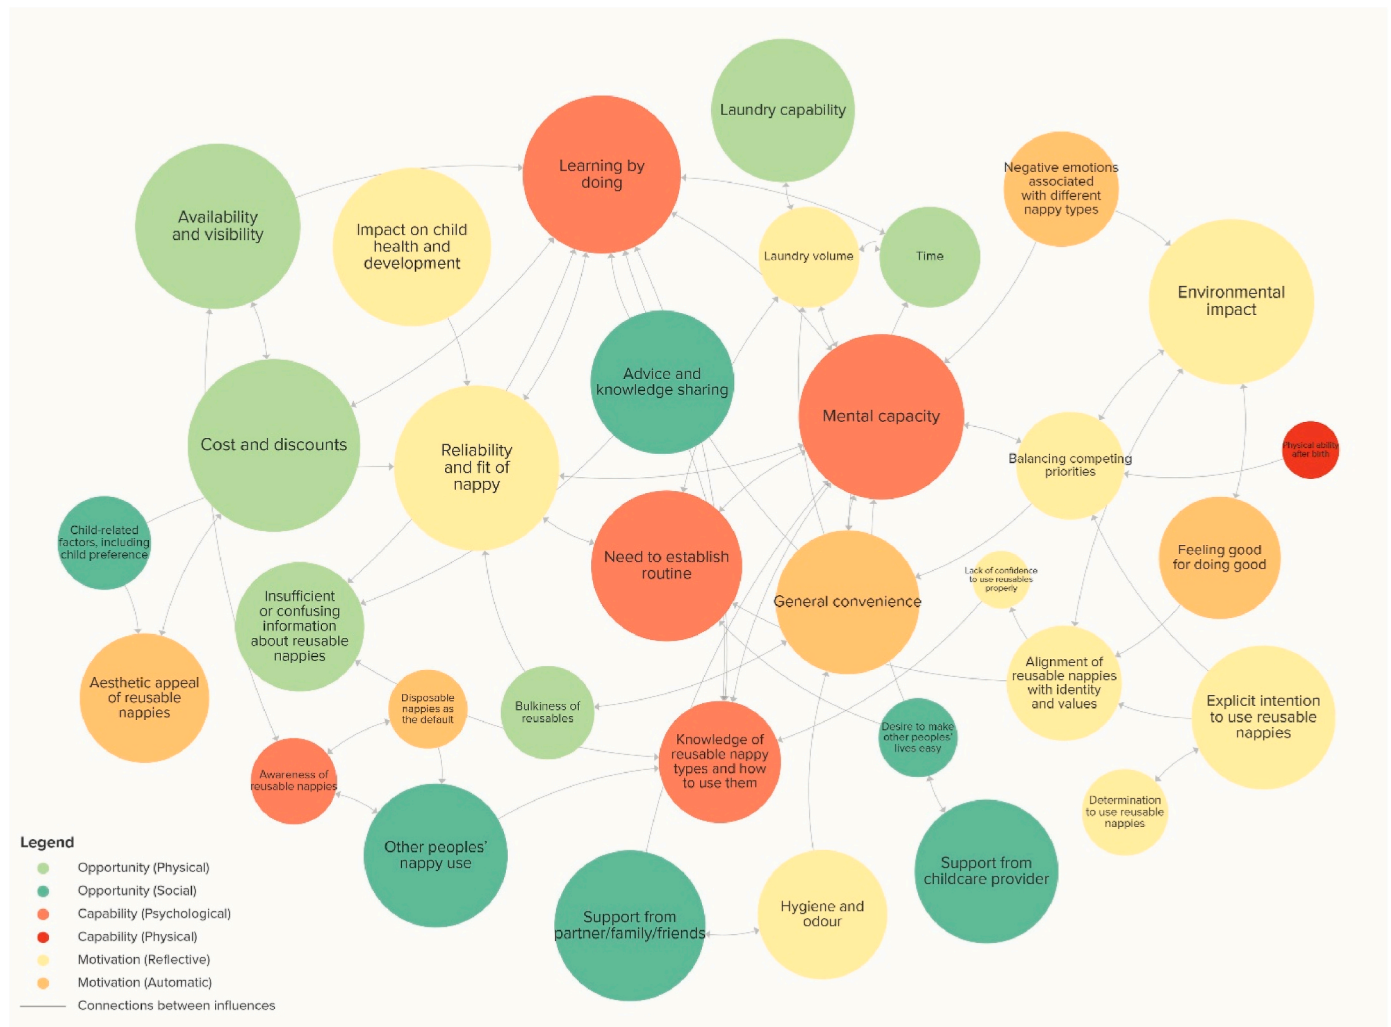 Laundry capability
Learning by
doing
Negative emotions
associated
with different
nappy types
Availability
and visibility
Impact on child
health and
development
Laundry volume
Time
Environmental
impact
Advice and
knowledge sharing
Mental capacity
Cost and discounts
Reliability
and fit of
nappy
Balancing competing
priorities
Physical ability
after birth
Child-related
factors, including
child preference
Need to establish
routine
Feeling good
for doing good
Lack of confidence
to use reusables
properly
General convenience
Insufficient
or confusing
information
about reusable
nappies
Aesthetic appeal
of reusable
nappies
Disposable
nappies as
the default
Bulkiness of
reusables
Alignment of
reusable nappies
with identity
and values
Explicit intention
to use reusable
nappies
Desire to make
other peoples'
lives easy
Knowledge of
reusable nappy
types and how
to use them
Awareness of
reusable nappies
Determination
to use reusable
nappies
Other peoples'
nappy use
Support from
childcare provider
Support from
partner/family/friends
Hygiene and
odour
Legend
Opportunity (Physical)
Opportunity (Social)
Capability (Psychological)
Capability (Physical)
Motivation (Reflective)
Motivation (Automatic)
Connections between influences